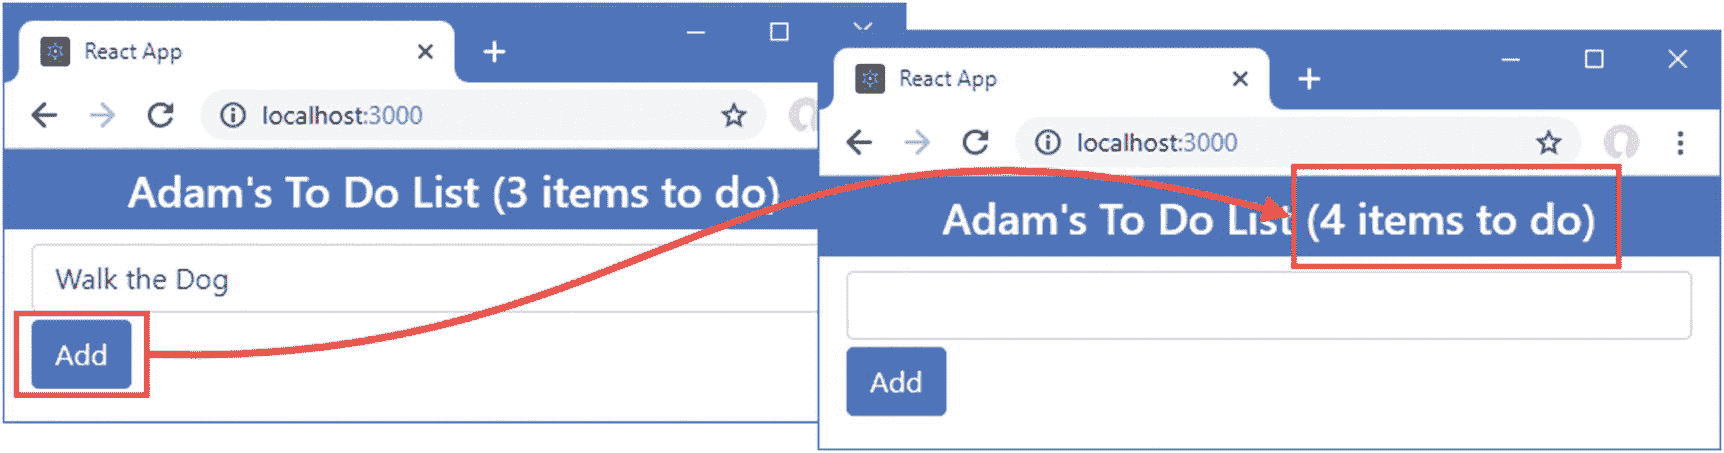 React App
localhost:3000
Adam's To Do List (3 items to do)
Walk the Dog
Add
React App
localhost:3000
Adam's To Do List (4 items to do)
Add